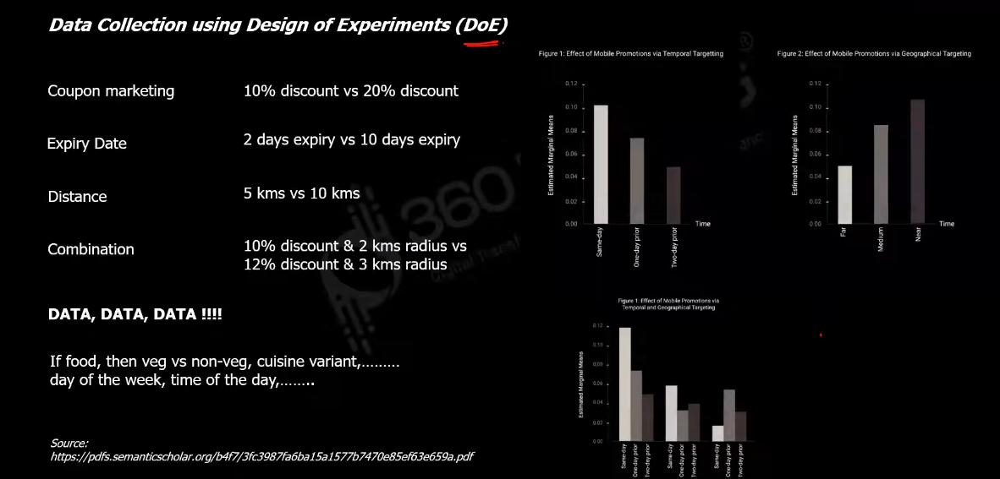 Data Collection using Design of Experiments (DoE)
Coupon marketing 10% discount vs 20% discount
Expiry Date 2 days expiry vs 10 days expiry
Distance 5 kms vs 10 kms
Combination 10% discount & 2 kms radius vs
12% discount & 3 kms radius
DATA, DATA, DATA !!!!
If food, then veg vs non-veg, cuisine variant,………
day of the week, time of the day,……..
Source:
https://pdfs.semanticscholar.org/b4f7/3fc3987fa6ba15a1577b7470e85ef63e659a.pdf
360
Figure 1: Effect of Mobile Promotions via Temporal Targetting
Estimated Marginal Means
0.12
0.10
0.08
0.06
0.04
0.02
0.00
Time
Same-day
One-day prior
Two-day prior
Figure 2: Effect of Mobile Promotions via Geographical Targeting
Estimated Marginal Means
0.12
0.10
0.08
0.06
0.04
0.02
0.00
Time
Far
Medium
Near
Figure 1: Effect of Mobile Promotions via
Temporal and Geographical Targeting
Estimated Marginal Means
0.12
0.10
0.09
0.06
0.04
0.02
0.00
Same-day
One-day prior
Two-day prior
Same-day
One-day prior
Two-day prior
Same-day
One-day prior
Two-day prior